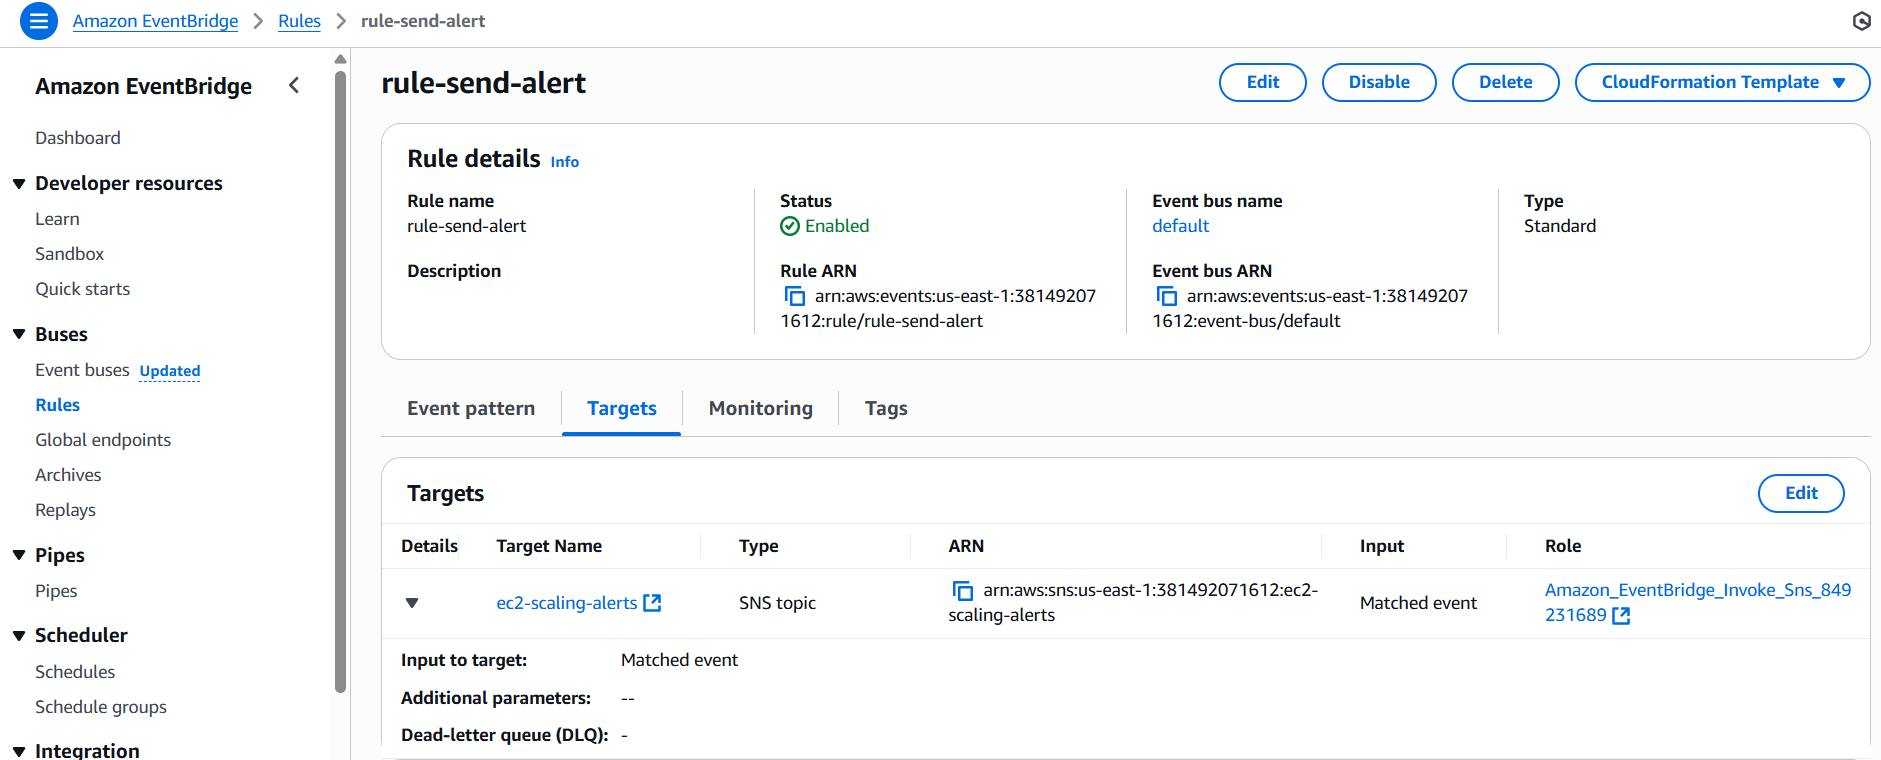 Amazon EventBridge > Rules > rule-send-alert
Amazon EventBridge
Dashboard
Developer resources
Learn
Sandbox
Quick starts
Buses
Event buses Updated
Rules
Global endpoints
Archives
Replays
Pipes
Pipes
Scheduler
Schedules
Schedule groups
Integration
rule-send-alert
Edit Disable Delete CloudFormation Template
Rule details Info
Rule name
rule-send-alert
Description
Status
Enabled
Rule ARN
arn:aws:events:us-east-1:38149207
1612:rule/rule-send-alert
Event bus name
default
Event bus ARN
arn:aws:events:us-east-1:38149207
1612:event-bus/default
Type
Standard
Event pattern Targets Monitoring Tags
Targets Edit
Details Target Name Type ARN Input Role
ec2-scaling-alerts SNS topic arn:aws:sns:us-east-1:381492071612:ec2-
scaling-alerts Matched event Amazon_EventBridge_Invoke_Sns_849
231689
Input to target: Matched event
Additional parameters: --
Dead-letter queue (DLQ): -